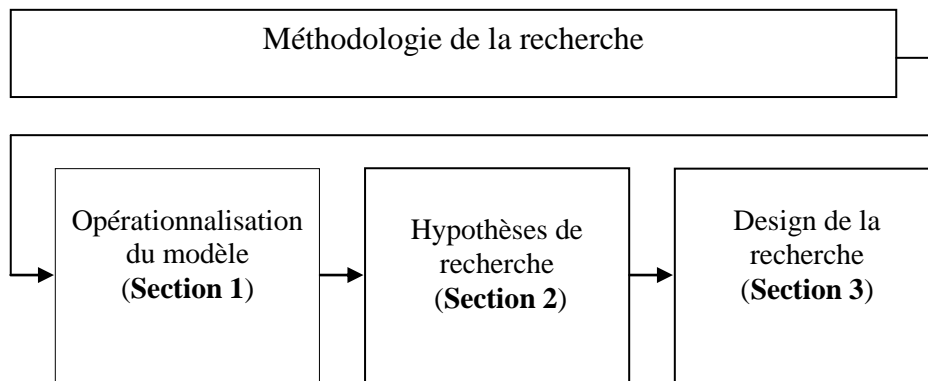 Méthodologie de la recherche
Opérationnalisation
du modèle
(Section 1)
Hypothèses de
recherche
(Section 2)
Design de la
recherche
(Section 3)